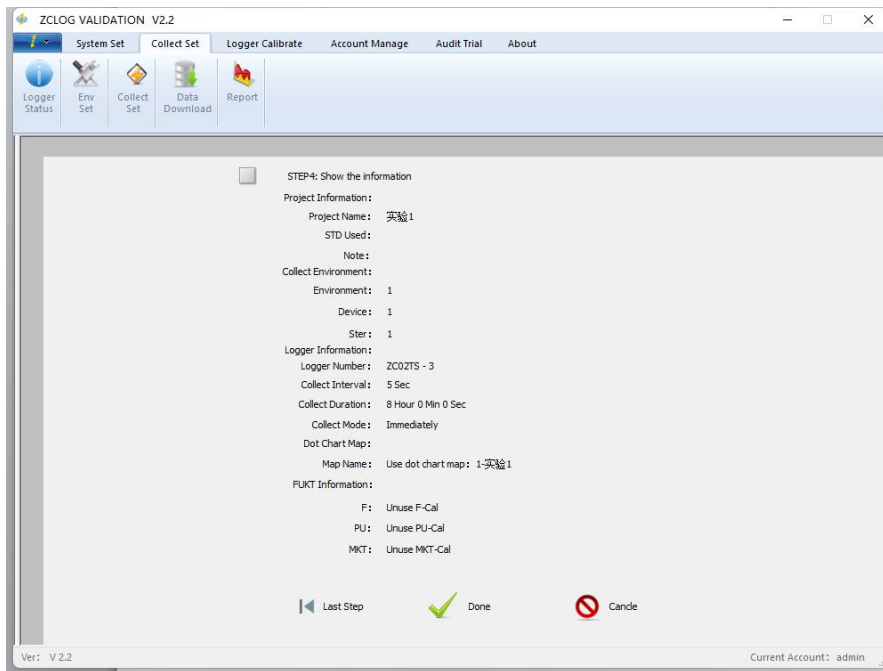 ZCLOG VALIDATION V2.2
System Set Collect Set Logger Calibrate Account Manage Audit Trial About
Logger Status Env Set Collect Set Data Download Report
STEP4: Show the information
Project Information:
Project Name: 实验1
STD Used:
Note:
Collect Environment:
Environment: 1
Device: 1
Ster: 1
Logger Information:
Logger Number: ZC02TS - 3
Collect Interval: 5 Sec
Collect Duration: 8 Hour 0 Min 0 Sec
Collect Mode: Immediately
Dot Chart Map:
Map Name: Use dot chart map: 1-实验1
FUKT Information:
F: Unuse F-Cal
PU: Unuse PU-Cal
MKT: Unuse MKT-Cal
Last Step Done Cancle
Ver: V 2.2 Current Account: admin